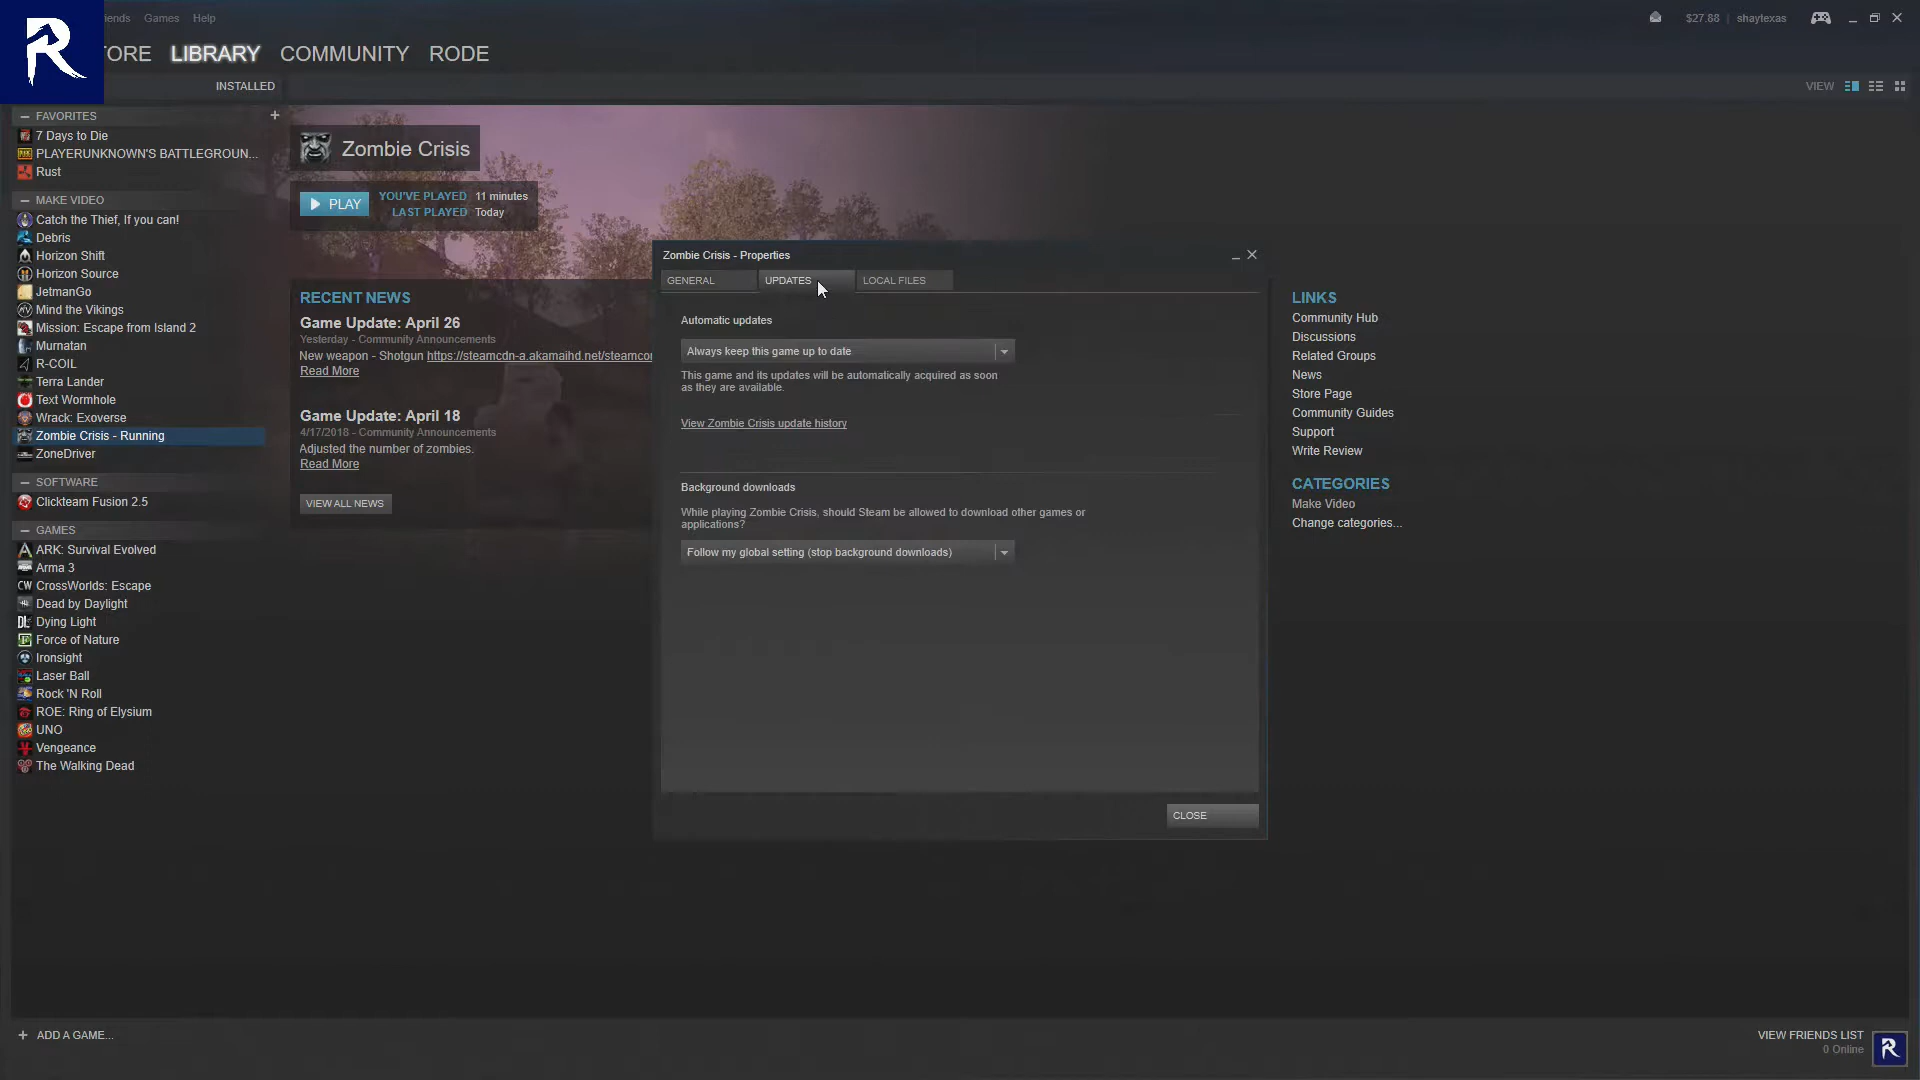 iends Games Help
$27.88 | shaylexas
TORE LIBRARY COMMUNITY RODE
INSTALLED
VIEW
— FAVORITES +
7 Days to Die
PLAYERUNKNOWN'S BATTLEGROUN...
Rust
— MAKE VIDEO
Catch the Thief, If you can!
Debris
Horizon Shift
Horizon Source
JetmanGo
Mind the Vikings
Mission: Escape from Island 2
Murnatan
R-COIL
Terra Lander
Text Wormhole
Wrack: Exoverse
Zombie Crisis - Running
ZoneDriver
— SOFTWARE
Clickteam Fusion 2.5
— GAMES
ARK: Survival Evolved
Arma 3
CrossWorlds: Escape
Dead by Daylight
Dying Light
Force of Nature
Ironsight
Laser Ball
Rock 'N Roll
ROE: Ring of Elysium
UNO
Vengeance
The Walking Dead
+ ADD A GAME...
Zombie Crisis
PLAY
YOU'VE PLAYED 11 minutes
LAST PLAYED Today
RECENT NEWS
Game Update: April 26
Yesterday - Community Announcements
New weapon - Shotgun https://steamcdn-a.akamaihd.net/steamcor
Read More
Game Update: April 18
4/17/2018 - Community Announcements
Adjusted the number of zombies.
Read More
VIEW ALL NEWS
Zombie Crisis - Properties
GENERAL UPDATES LOCAL FILES
Automatic updates
Always keep this game up to date
This game and its updates will be automatically acquired as soon
as they are available.
View Zombie Crisis update history
Background downloads
While playing Zombie Crisis, should Steam be allowed to download other games or
applications?
Follow my global setting (stop background downloads)
CLOSE
LINKS
Community Hub
Discussions
Related Groups
News
Store Page
Community Guides
Support
Write Review
CATEGORIES
Make Video
Change categories...
VIEW FRIENDS LIST
0 Online